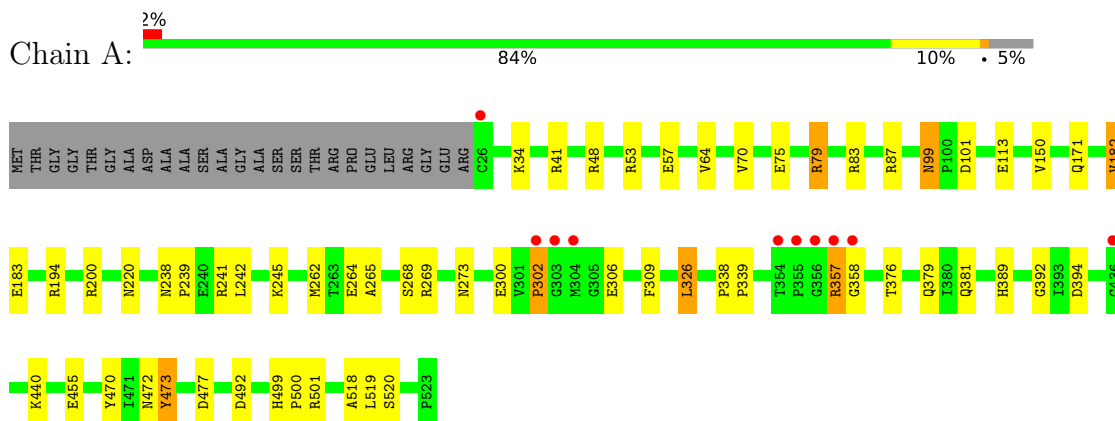 2%
Chain A:
84% 10% • 5%
MET THR GLY GLY THR GLY ALA ASP ALA ALA SER ALA GLY ALA SER SER THR ARG PRO GLU LEU ARG GLY GLU ARG C26 K34 R41 R48 R53 E57 V64 V70 E75 R79 R83 R87 N99 P100 D101 E113 V150 Q171
E183 R194 R200 N220 N238 P239 E240 R241 L242 K245 M262 T263 E264 A265 S268 R269 N273 E300 V301 P302 G303 M304 G305 E306 F309 L326 P338 P339 T354 P355 G356 R357 G358 T376 Q379 I380 Q381 H389 G392 I393 D394
K440 E455 Y470 I471 N472 Y473 D477 D492 H499 P500 R501 A518 L519 S520 P523